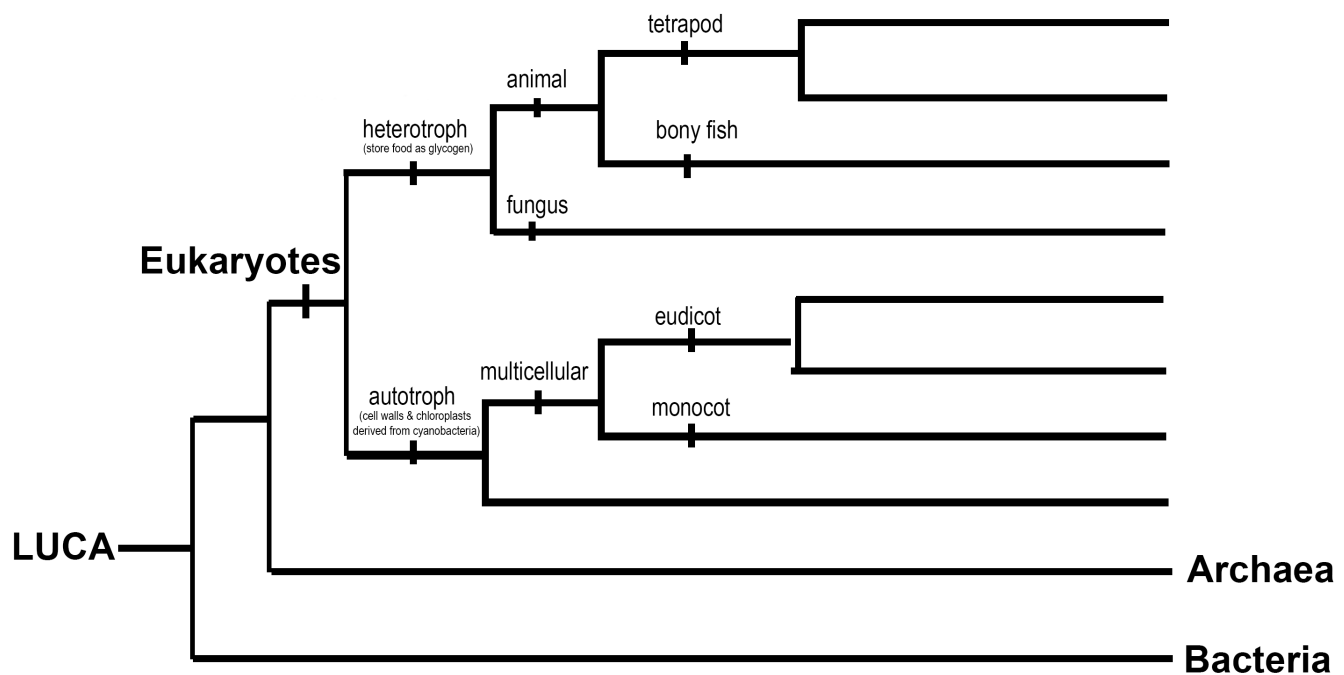 tetrapod
animal
heterotroph
(store food as glycogen)
bony fish
fungus
Eukaryotes
eudicot
multicellular
autotroph
(cell walls & chloroplasts
derived from cyanobacteria)
monocot
LUCA
Archaea
Bacteria